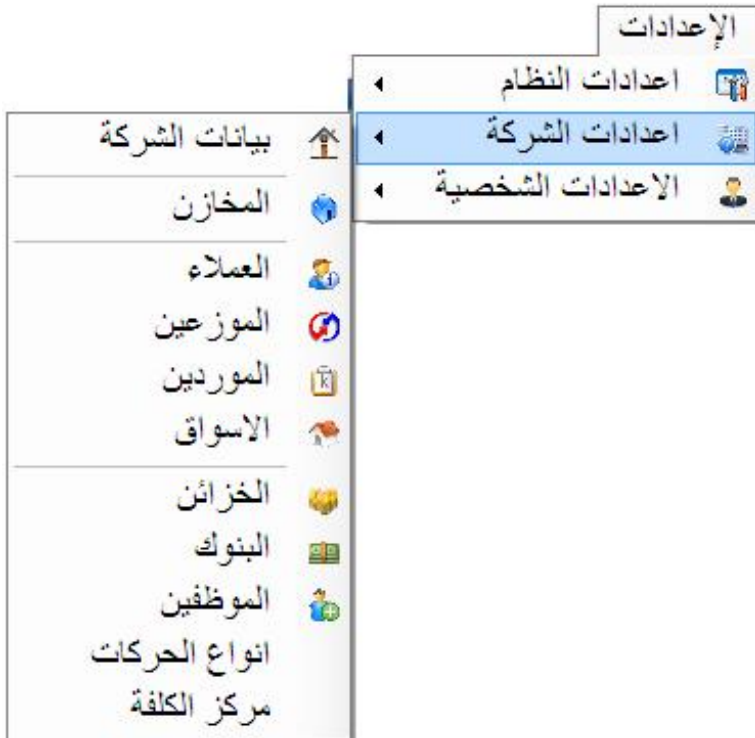 الإعدادات
اعدادات النظام
اعدادات الشركة
الاعدادات الشخصية
بيانات الشركة
المخازن
العملاء
الموزعين
الموردين
الاسواق
الخزائن
البنوك
الموظفين
انواع الحركات
مركز الكلفة